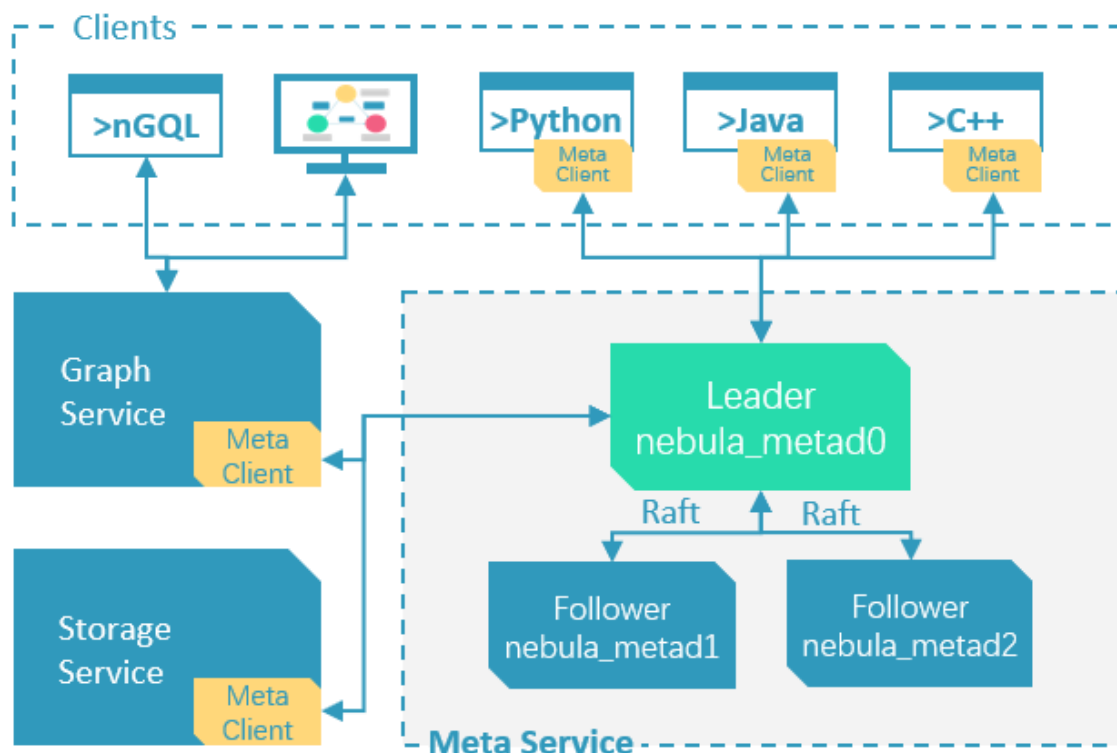 Clients
>nGQL
>Python
Meta
Client
>Java
Meta
Client
>C++
Meta
Client
Graph
Service
Meta
Client
Leader
nebula_metad0
Raft
Raft
Follower
nebula_metad1
Follower
nebula_metad2
Storage
Service
Meta
Client
Meta Service